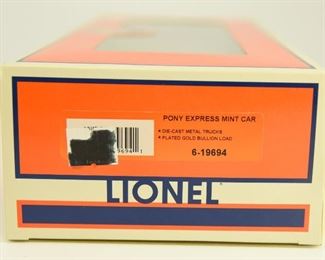 PONY EXPRESS MINT CAR
• DIE-CAST METAL TRUCKS
• PLATED GOLD BULLION LOAD
6-19694
LIONEL